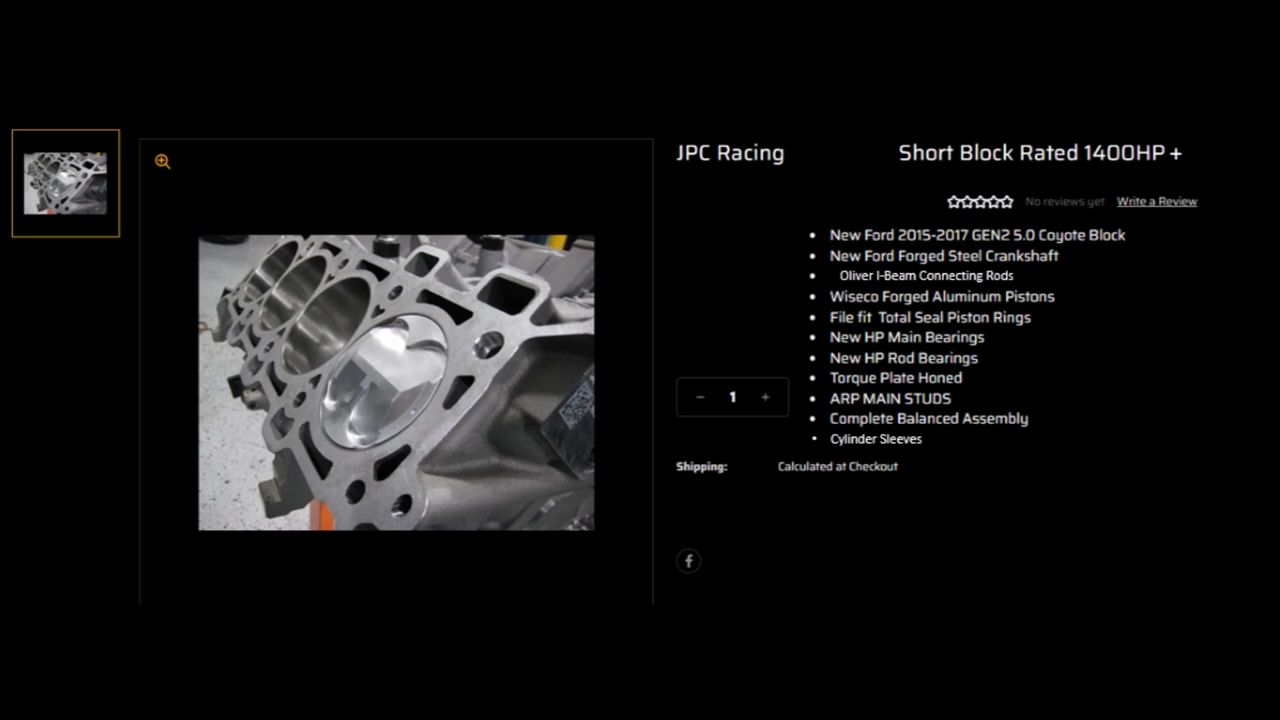 JPC Racing Short Block Rated 1400HP +
No reviews yet Write a Review
• New Ford 2015-2017 GEN2 5.0 Coyote Block
• New Ford Forged Steel Crankshaft
• Oliver I-Beam Connecting Rods
• Wiseco Forged Aluminum Pistons
• File fit Total Seal Piston Rings
• New HP Main Bearings
• New HP Rod Bearings
• Torque Plate Honed
• ARP MAIN STUDS
• Complete Balanced Assembly
• Cylinder Sleeves
− 1 +
Shipping: Calculated at Checkout
f